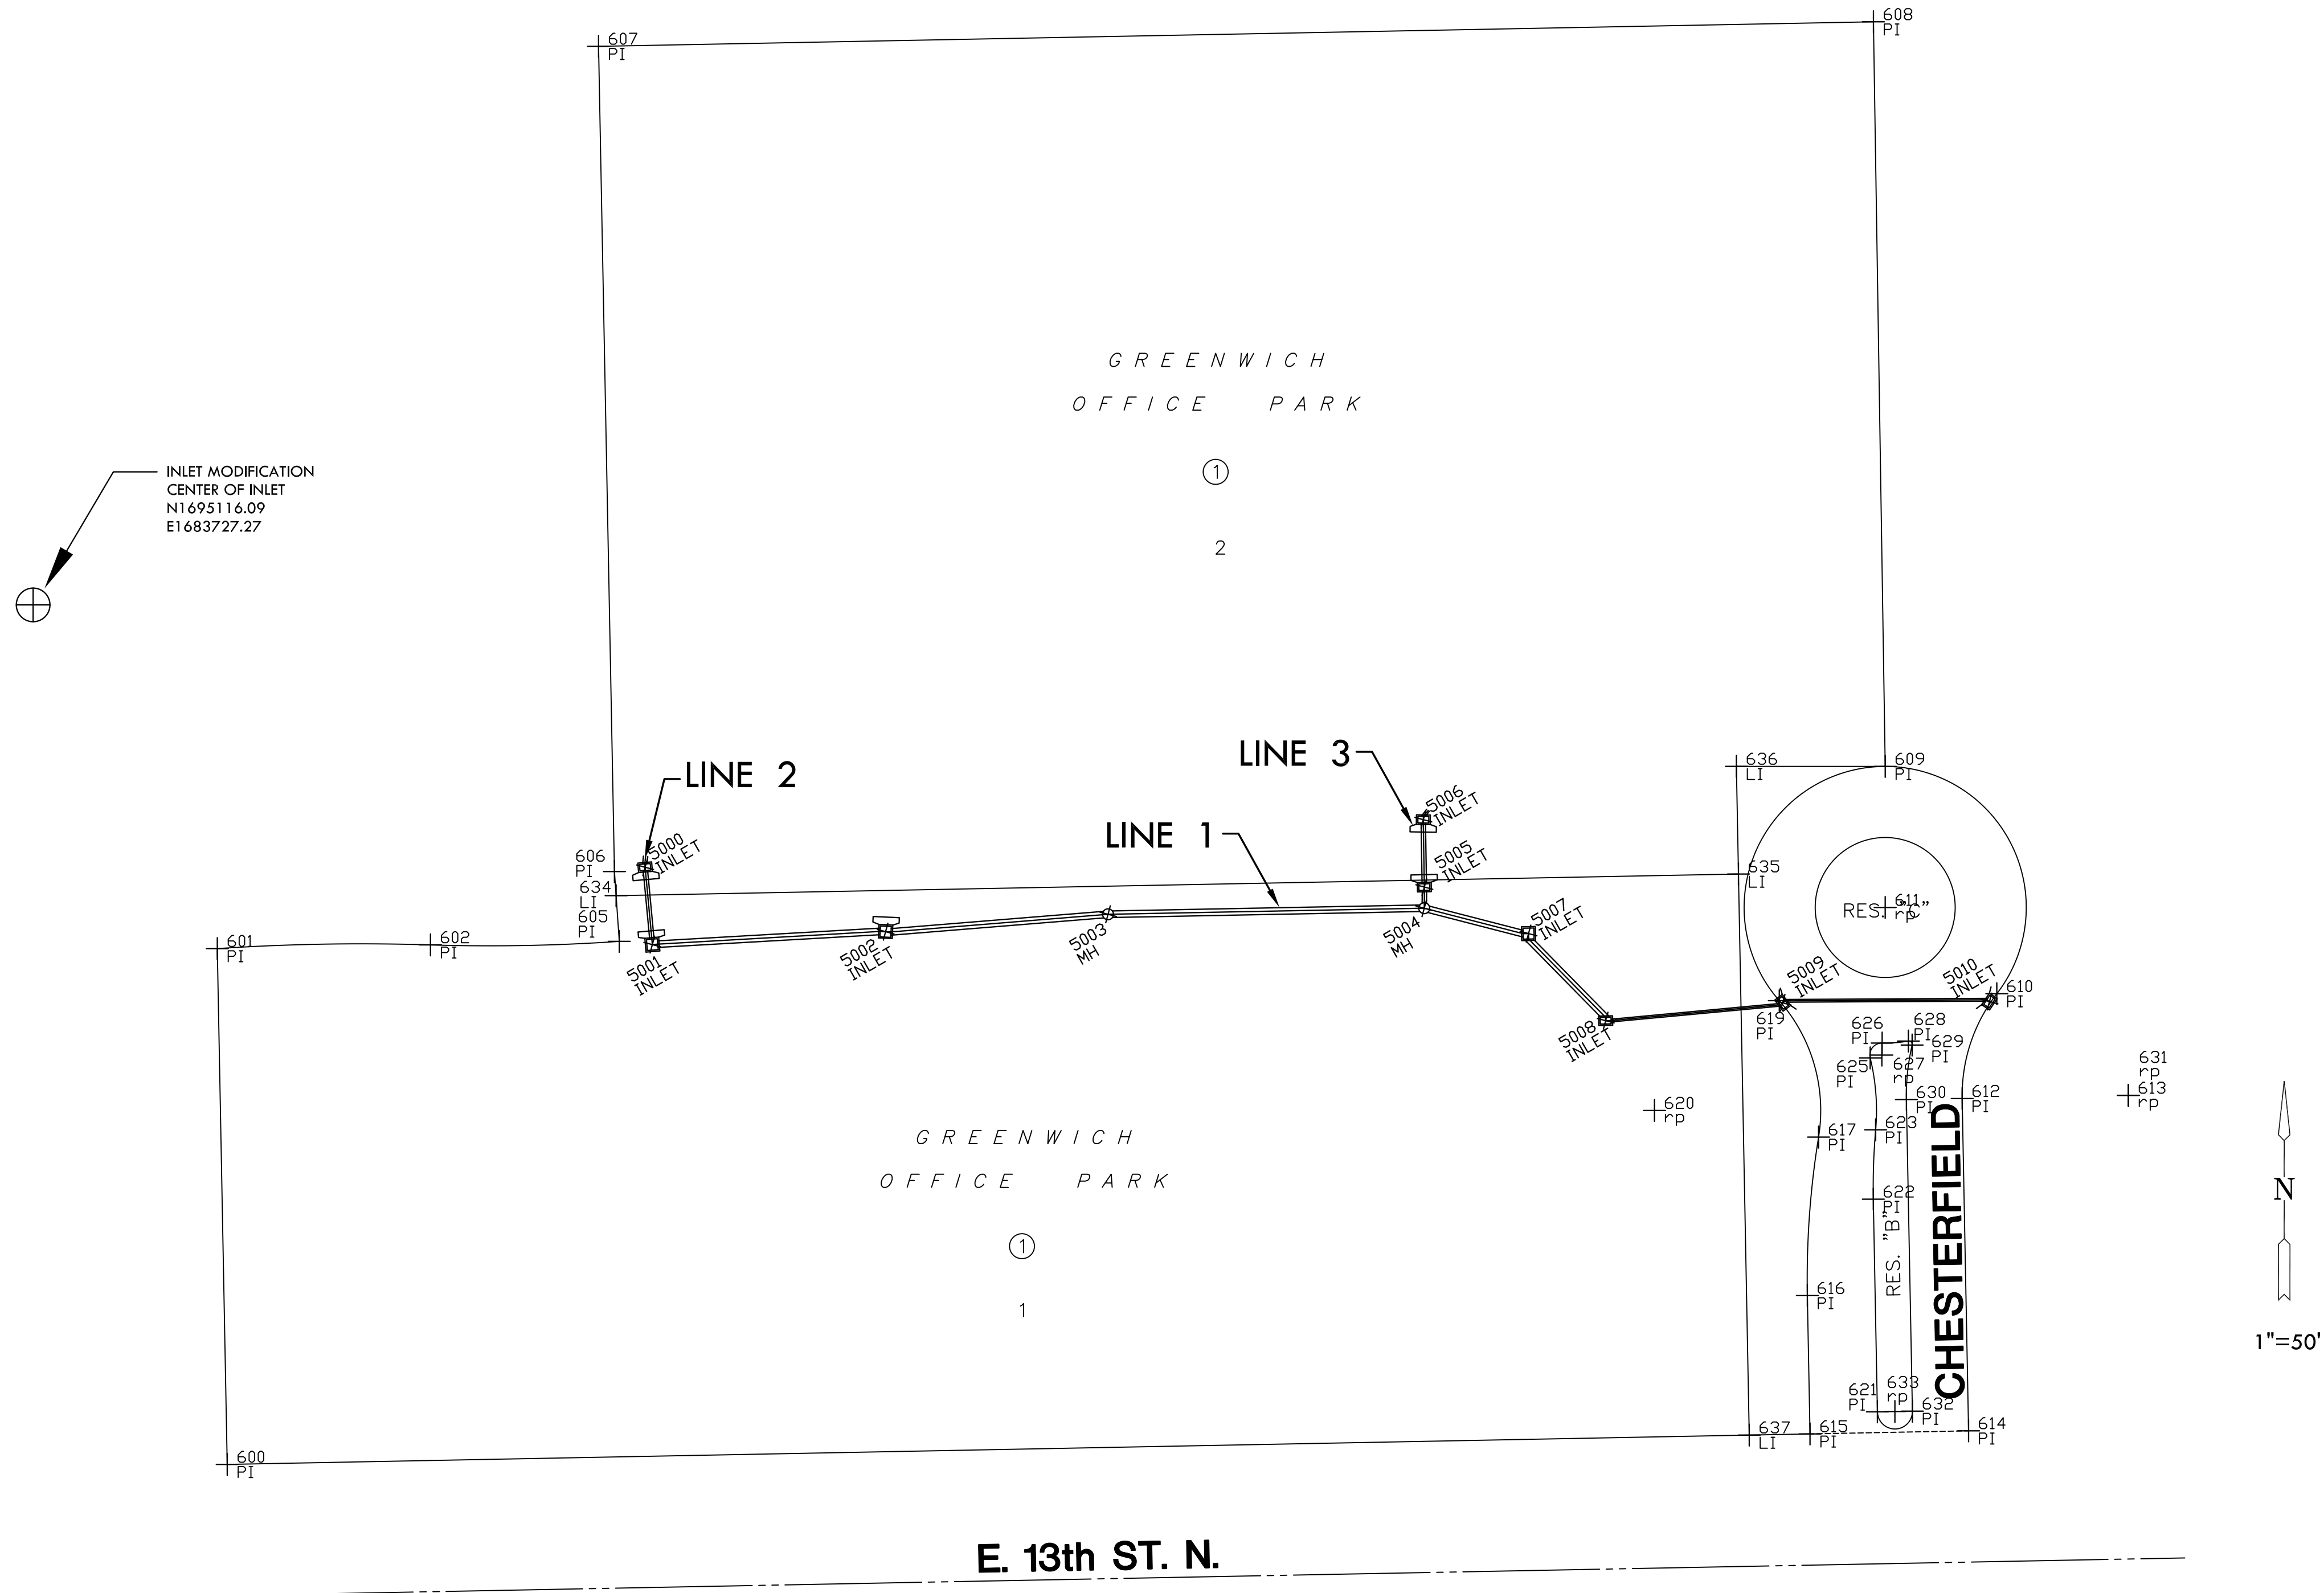 608
PI
607
PI
G R E E N W I C H
O F F I C E P A R K
1
2
INLET MODIFICATION
CENTER OF INLET
N1695116.09
E1683727.27
LINE 3
636
LI
609
PI
LINE 2
5006
INLET
LINE 1
5000
INLET
606
PI
5005
INLET
634
LI
635
LI
605
PI
611
rp
RES. "C"
601
PI
602
PI
5001
INLET
5002
INLET
5003
MH
5004
MH
5007
INLET
5009
INLET
5010
INLET
610
PI
619
PI
5008
INLET
626
PI
628
PI
629
PI
625
PI
627
rp
631
rp
613
rp
620
rp
630
PI
612
PI
623
PI
617
PI
G R E E N W I C H
O F F I C E P A R K
1
1
622
PI
RES. "B"
CHESTERFIELD
616
PI
N
1"=50'
621
PI
633
rp
632
PI
637
LI
615
PI
614
PI
600
PI
E. 13th ST. N.